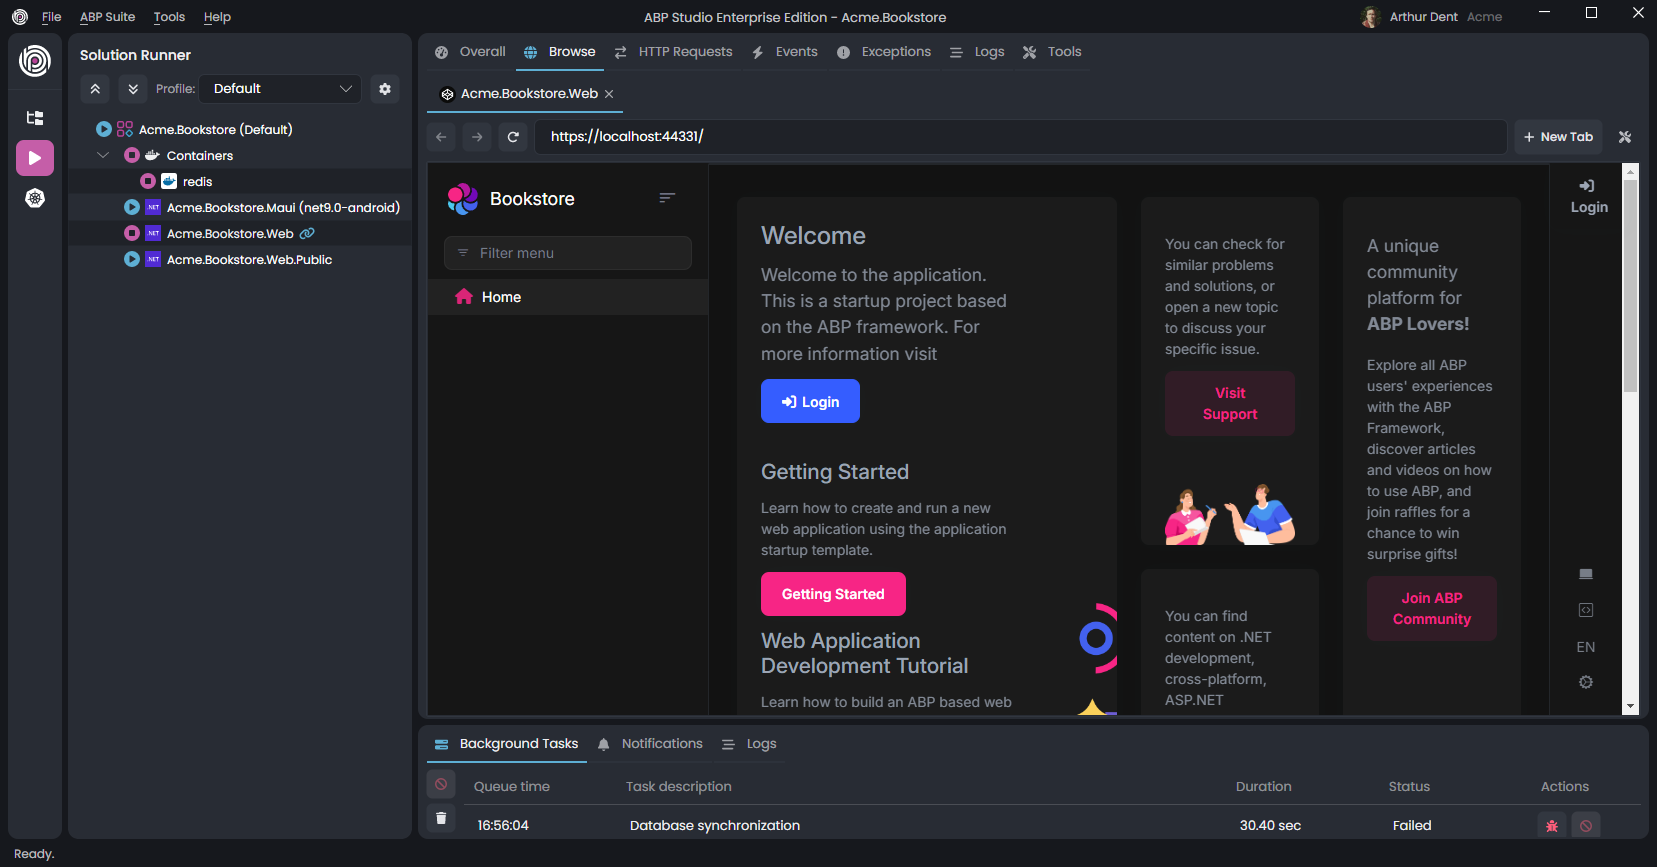 File ABP Suite Tools Help
ABP Studio Enterprise Edition - Acme.Bookstore
Arthur Dent Acme
Solution Runner
Profile: Default
Acme.Bookstore (Default)
Containers
redis
.NET Acme.Bookstore.Maui (net9.0-android)
.NET Acme.Bookstore.Web
.NET Acme.Bookstore.Web.Public
Overall Browse HTTP Requests Events Exceptions Logs Tools
Acme.Bookstore.Web
https://localhost:44331/
+ New Tab
Bookstore
Filter menu
Home
Welcome
Welcome to the application.
This is a startup project based
on the ABP framework. For
more information visit
Login
Getting Started
Learn how to create and run a new
web application using the application
startup template.
Getting Started
Web Application
Development Tutorial
Learn how to build an ABP based web
You can check for
similar problems
and solutions, or
open a new topic
to discuss your
specific issue.
Visit
Support
You can find
content on .NET
development,
cross-platform,
ASP.NET
A unique
community
platform for
ABP Lovers!
Explore all ABP
users' experiences
with the ABP
Framework,
discover articles
and videos on how
to use ABP, and
join raffles for a
chance to win
surprise gifts!
Join ABP
Community
Login
EN
Background Tasks Notifications Logs
Queue time Task description Duration Status Actions
16:56:04 Database synchronization 30.40 sec Failed
Ready.